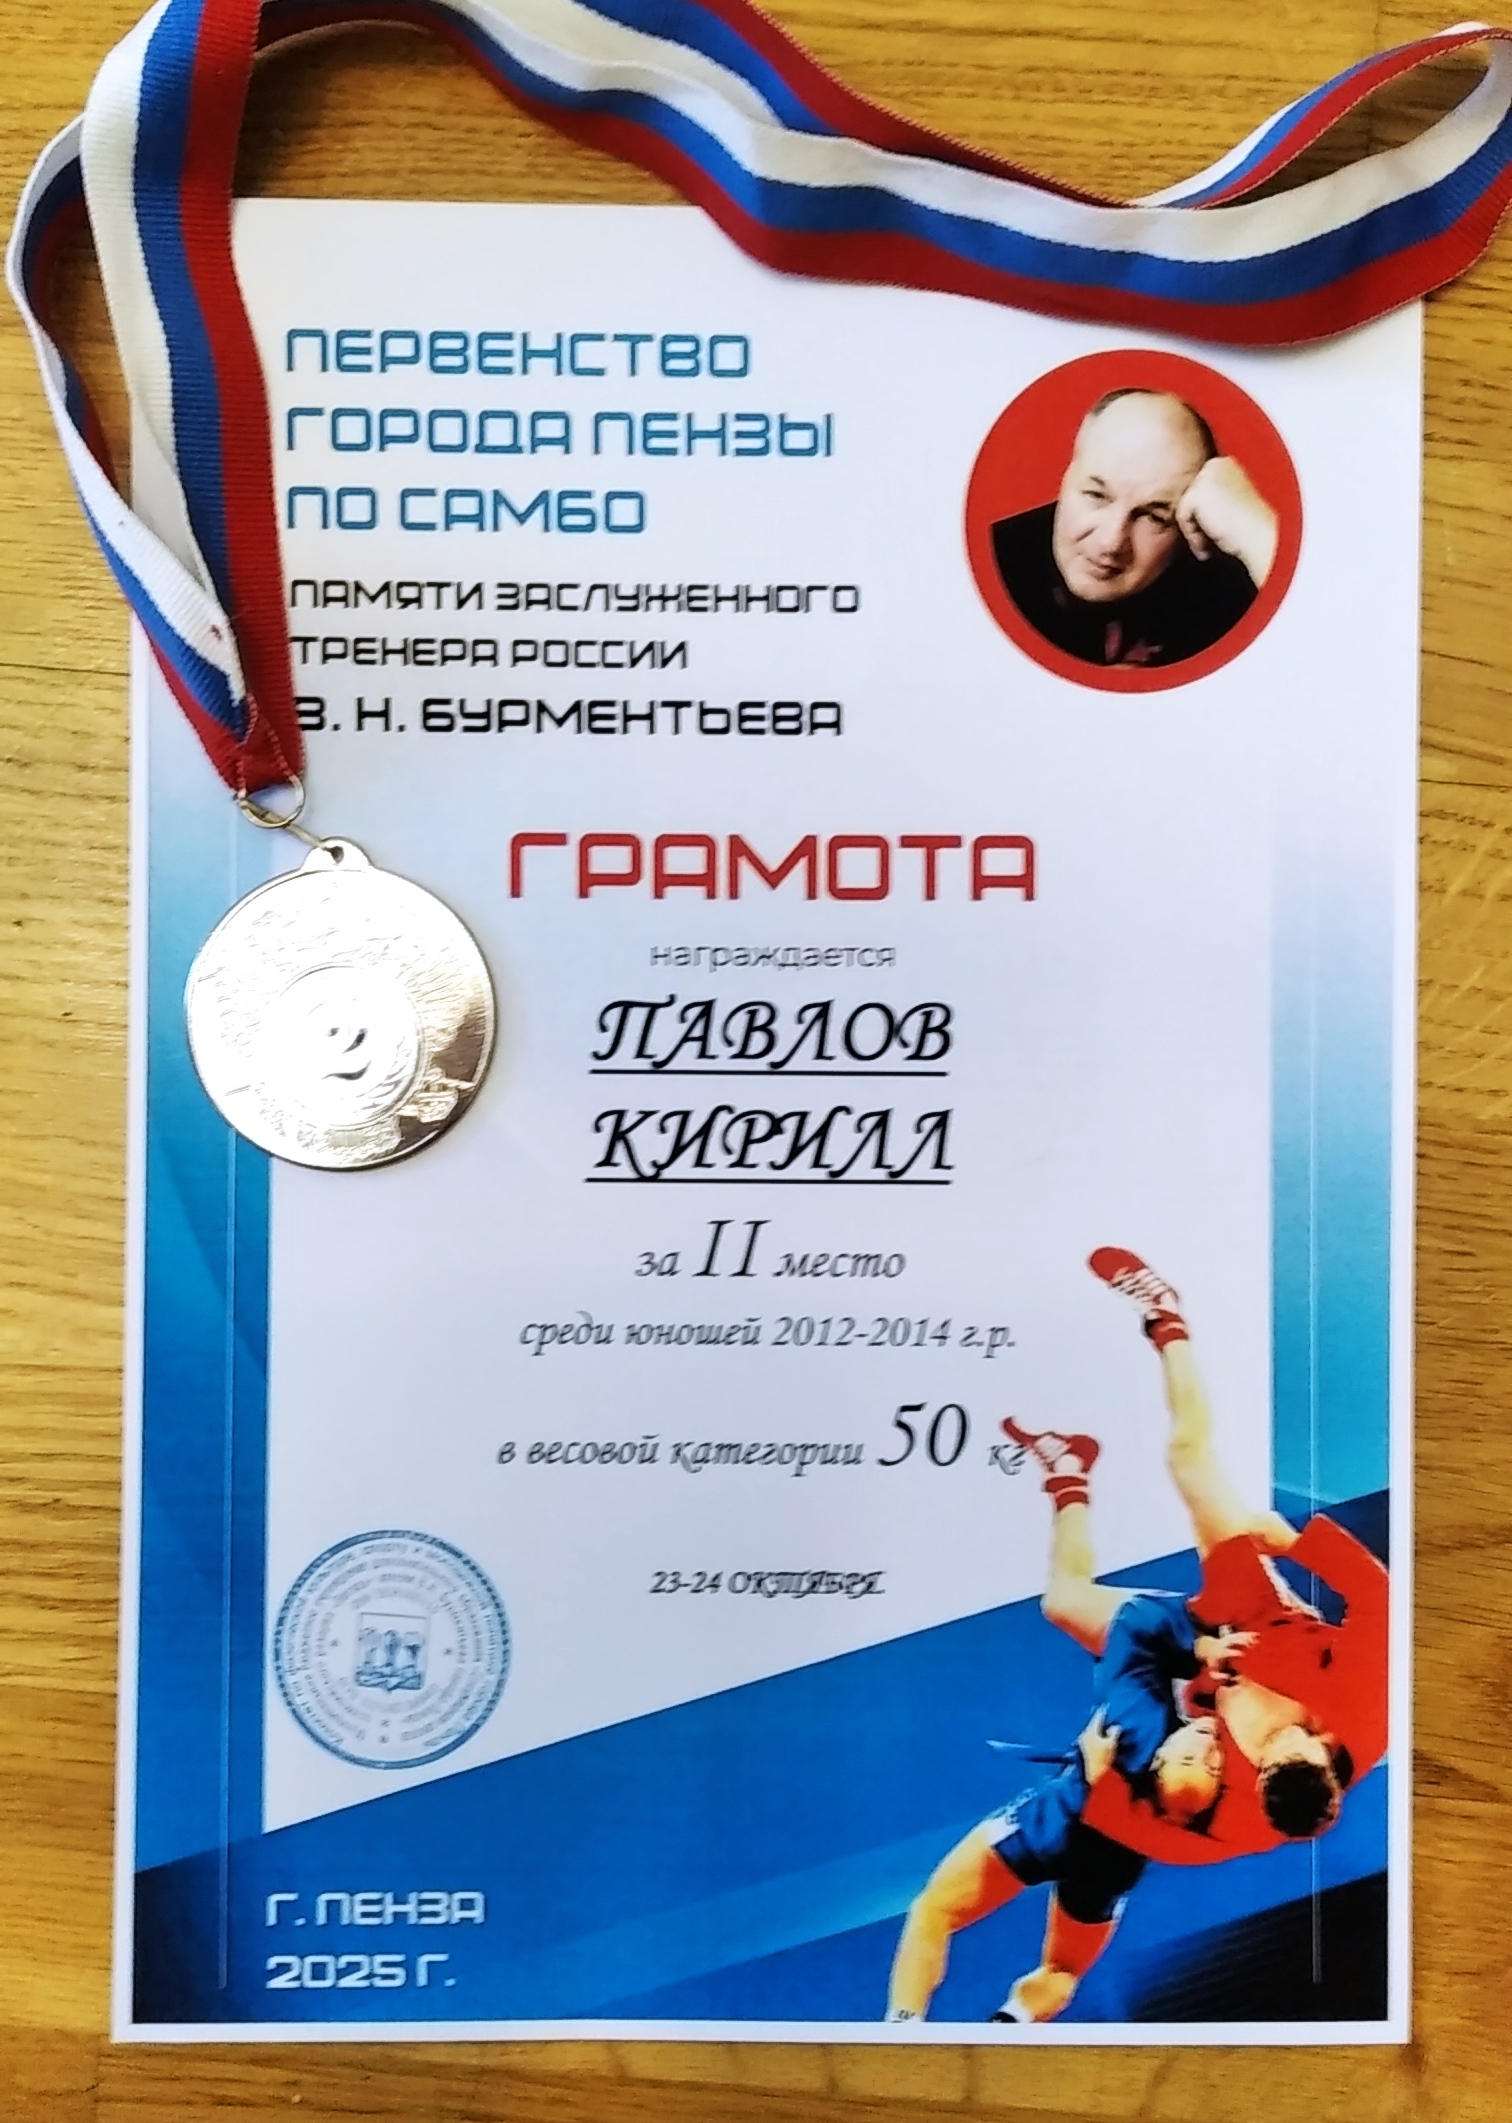 ПЕРВЕНСТВО
ГОРОДА ПЕНЗЫ
ПО САМБО
ПАМЯТИ ЗАСЛУЖЕННОГО
ТРЕНЕРА РОССИИ
В. Н. БУРМЕНТЬЕВА
ГРАМОТА
награждается
ПАВЛОВ
КИРИЛЛ
2
за II место
среди юношей 2012-2014 г.р.
в весовой категории 50 кг
23-24 ОКТЯБРЯ
Г. ПЕНЗА
2025 Г.